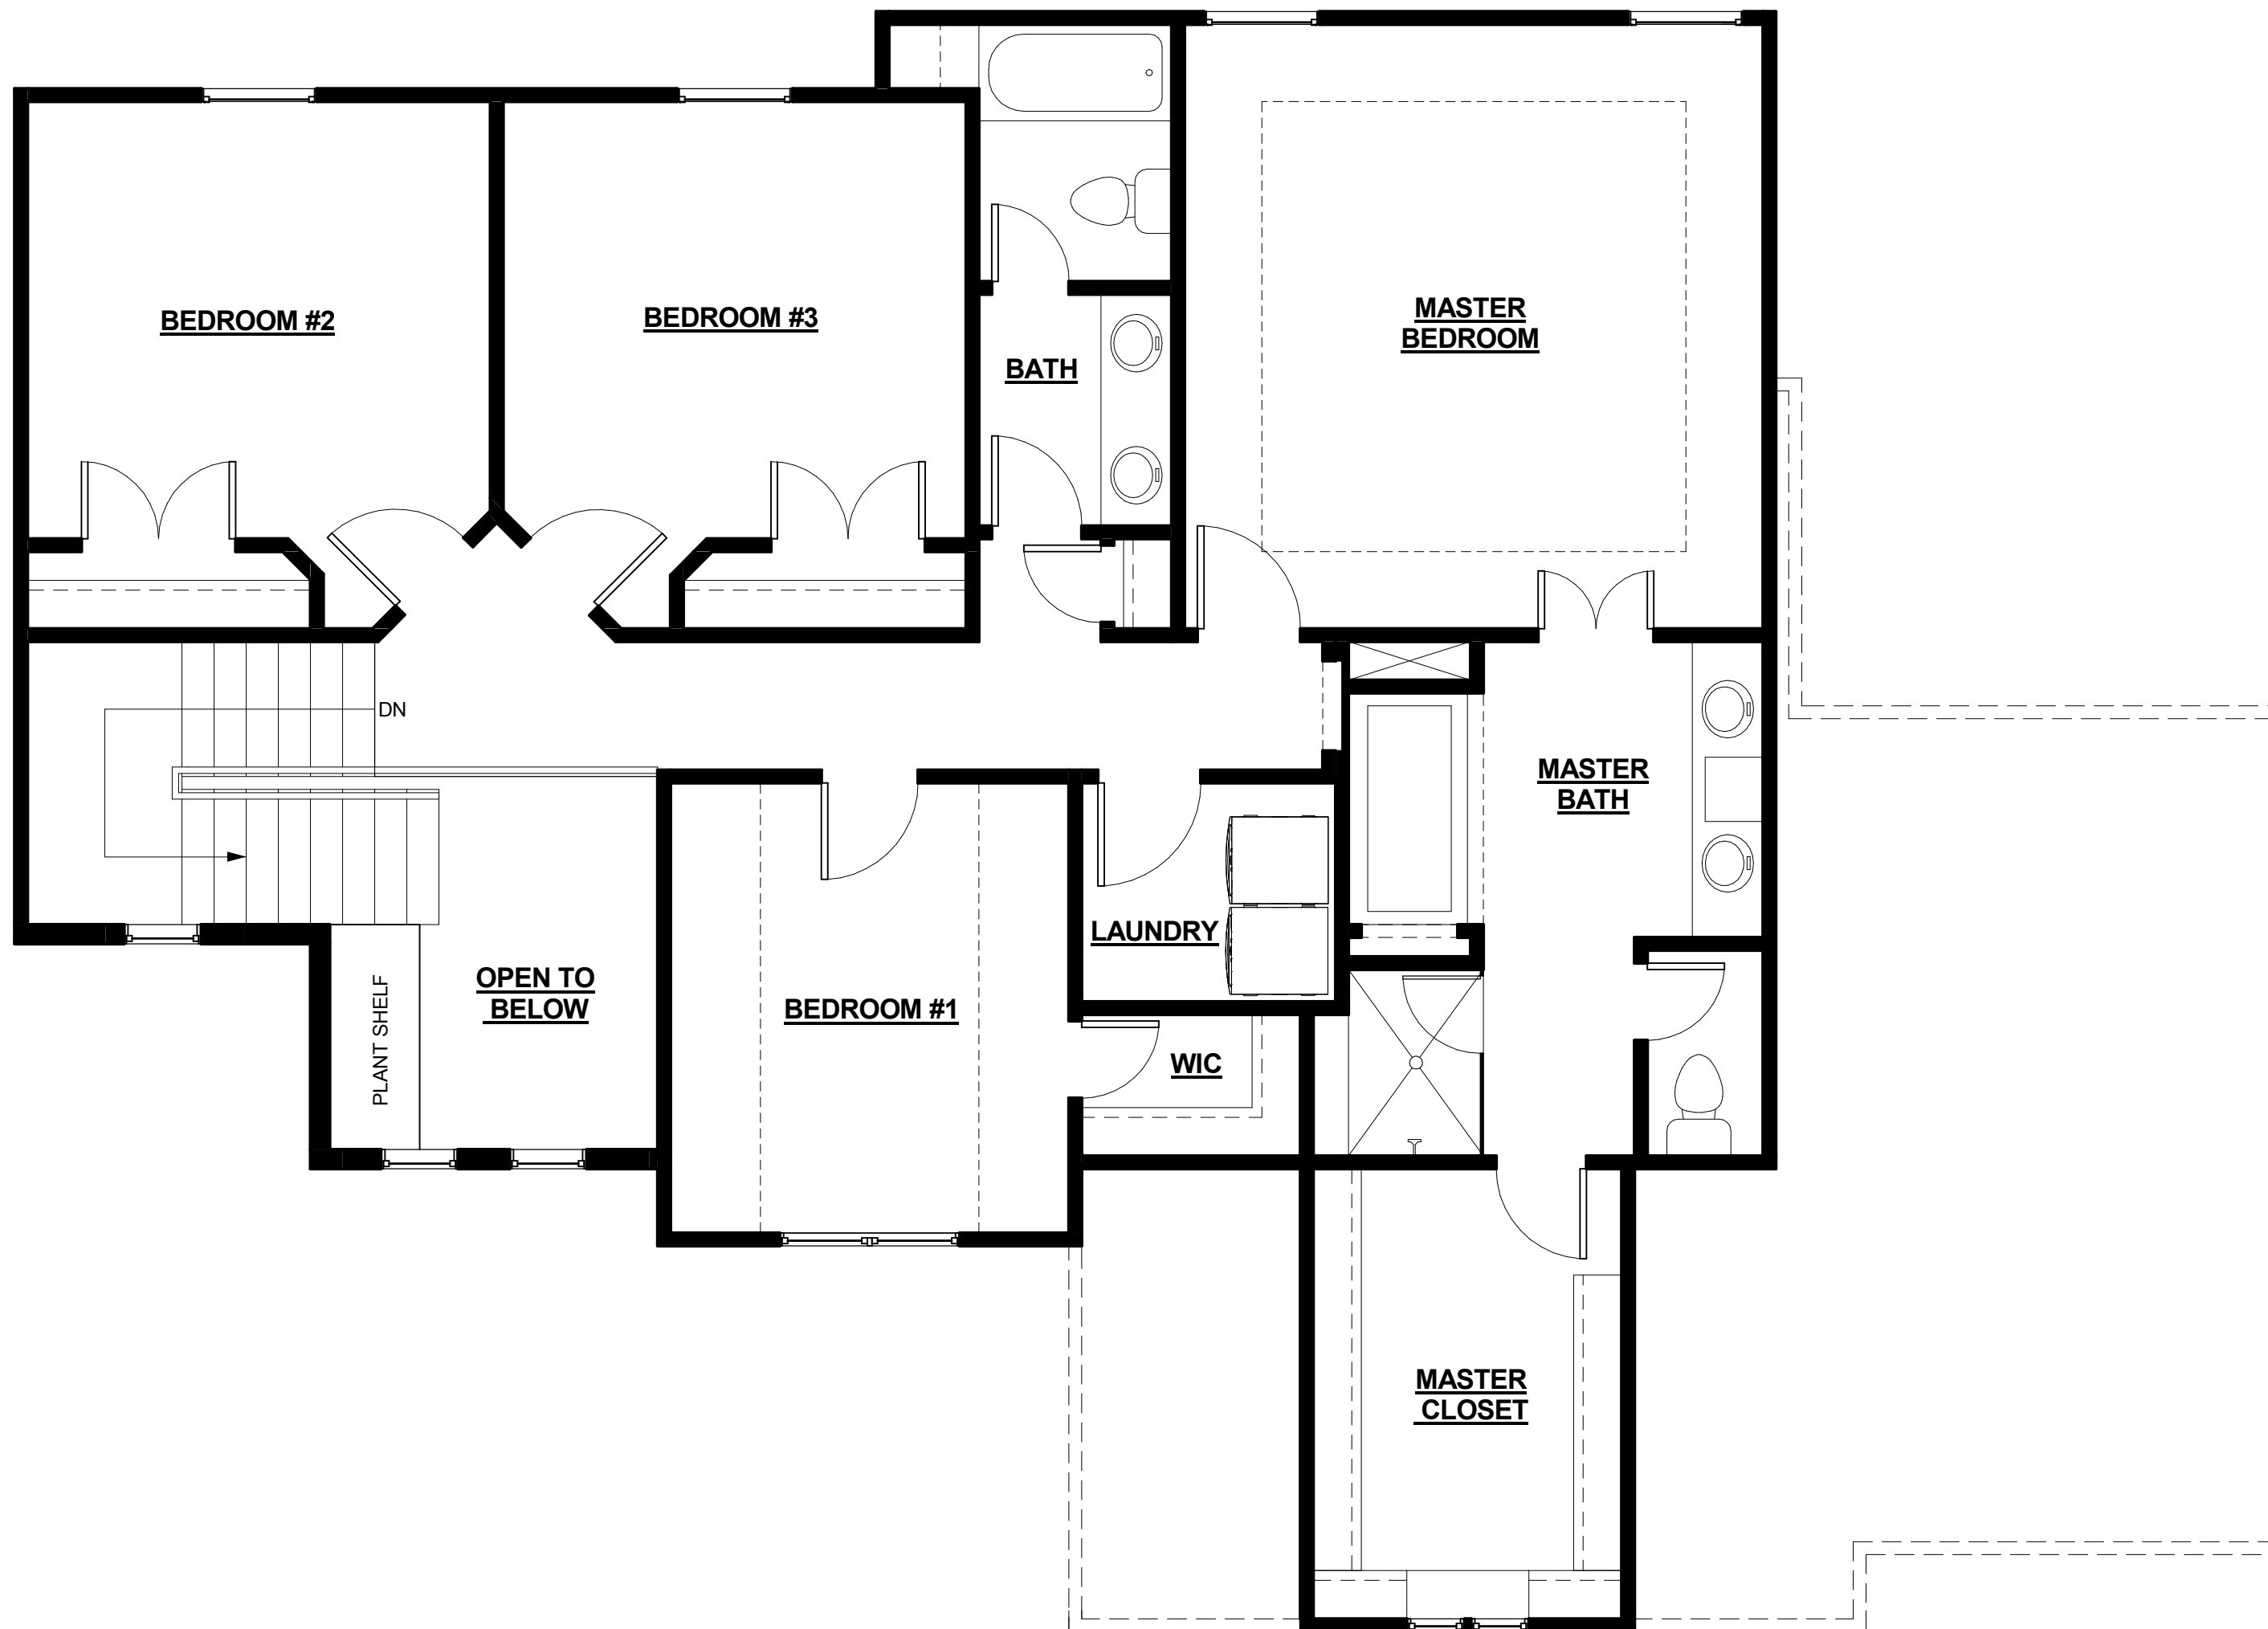 BEDROOM #2
BEDROOM #3
BATH
MASTER
BEDROOM
DN
MASTER
BATH
LAUNDRY
OPEN TO
BELOW
PLANT SHELF
BEDROOM #1
WIC
MASTER
CLOSET